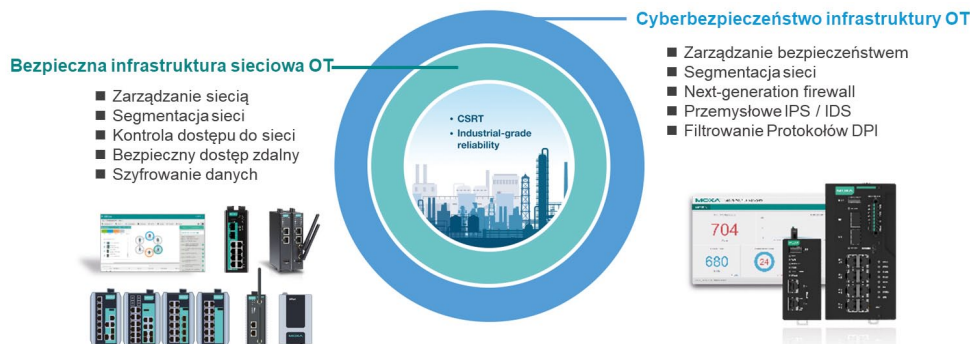 Cyberbezpieczeństwo infrastruktury OT
Zarządzanie bezpieczeństwem
Segmentacja sieci
Next-generation firewall
Przemysłowe IPS / IDS
Filtrowanie Protokołów DPI
Bezpieczna infrastruktura sieciowa OT
Zarządzanie siecią
Segmentacja sieci
Kontrola dostępu do sieci
Bezpieczny dostęp zdalny
Szyfrowanie danych
• CSRT
• Industrial-grade
reliability
MOXA
704
680
24